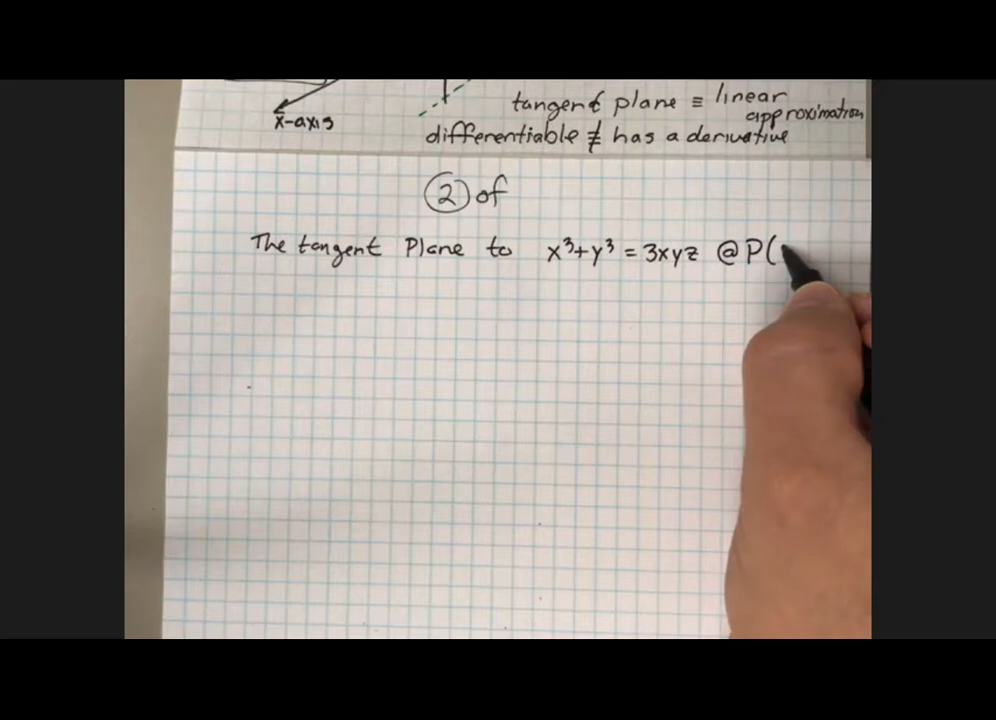 tangent plane ≡ linear
approximation
x-axis
differentiable ≢ has a derivative
② of
The tangent Plane to x³+y³ = 3xyz @ P(